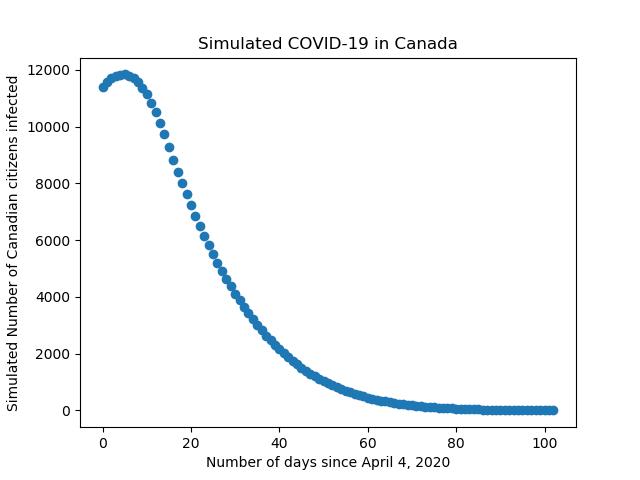 Simulated COVID-19 in Canada
Simulated Number of Canadian citizens infected
12000
10000
8000
6000
4000
2000
0
0 20 40 60 80 100
Number of days since April 4, 2020